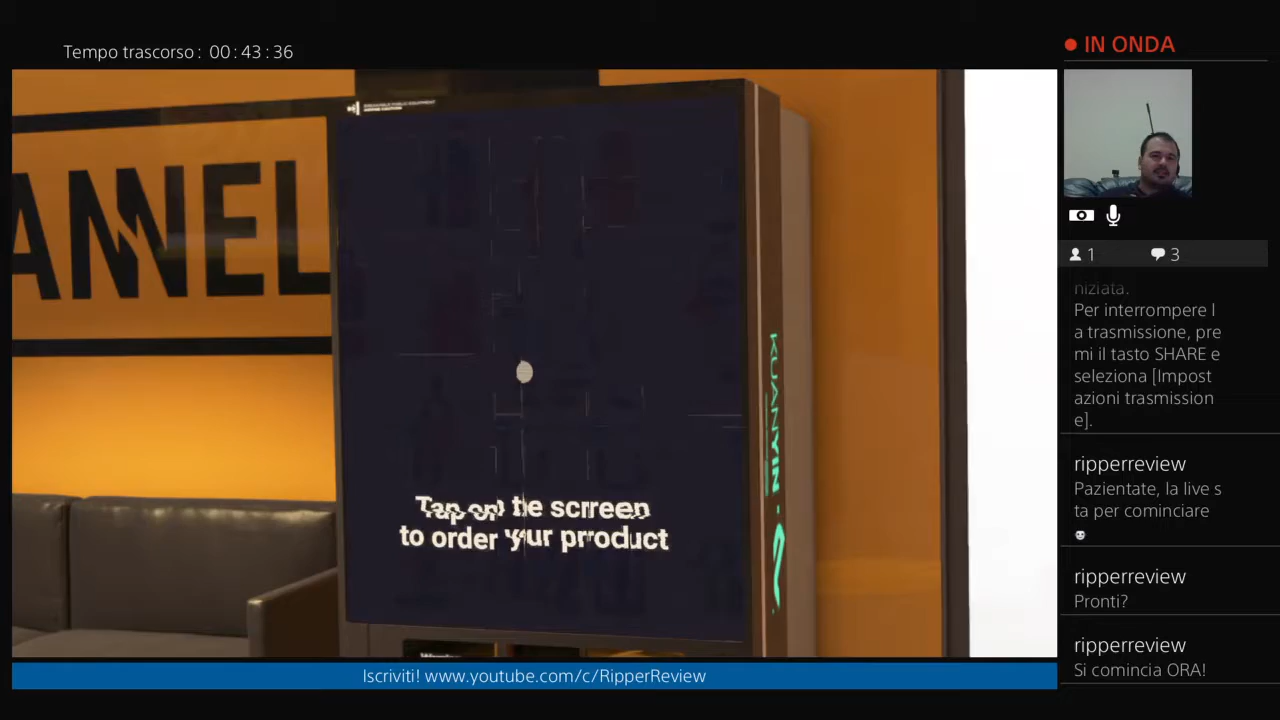 Tempo trascorso: 00:43:36
IN ONDA
ANNEL
Tap on the screen
to order your product
KUANYIN
1
3
niziata.
Per interrompere l
a trasmissione, pre
mi il tasto SHARE e
seleziona [Impost
azioni trasmission
e].
ripperreview
Pazientate, la live s
ta per cominciare
ripperreview
Pronti?
ripperreview
Si comincia ORA!
Iscriviti! www.youtube.com/c/RipperReview